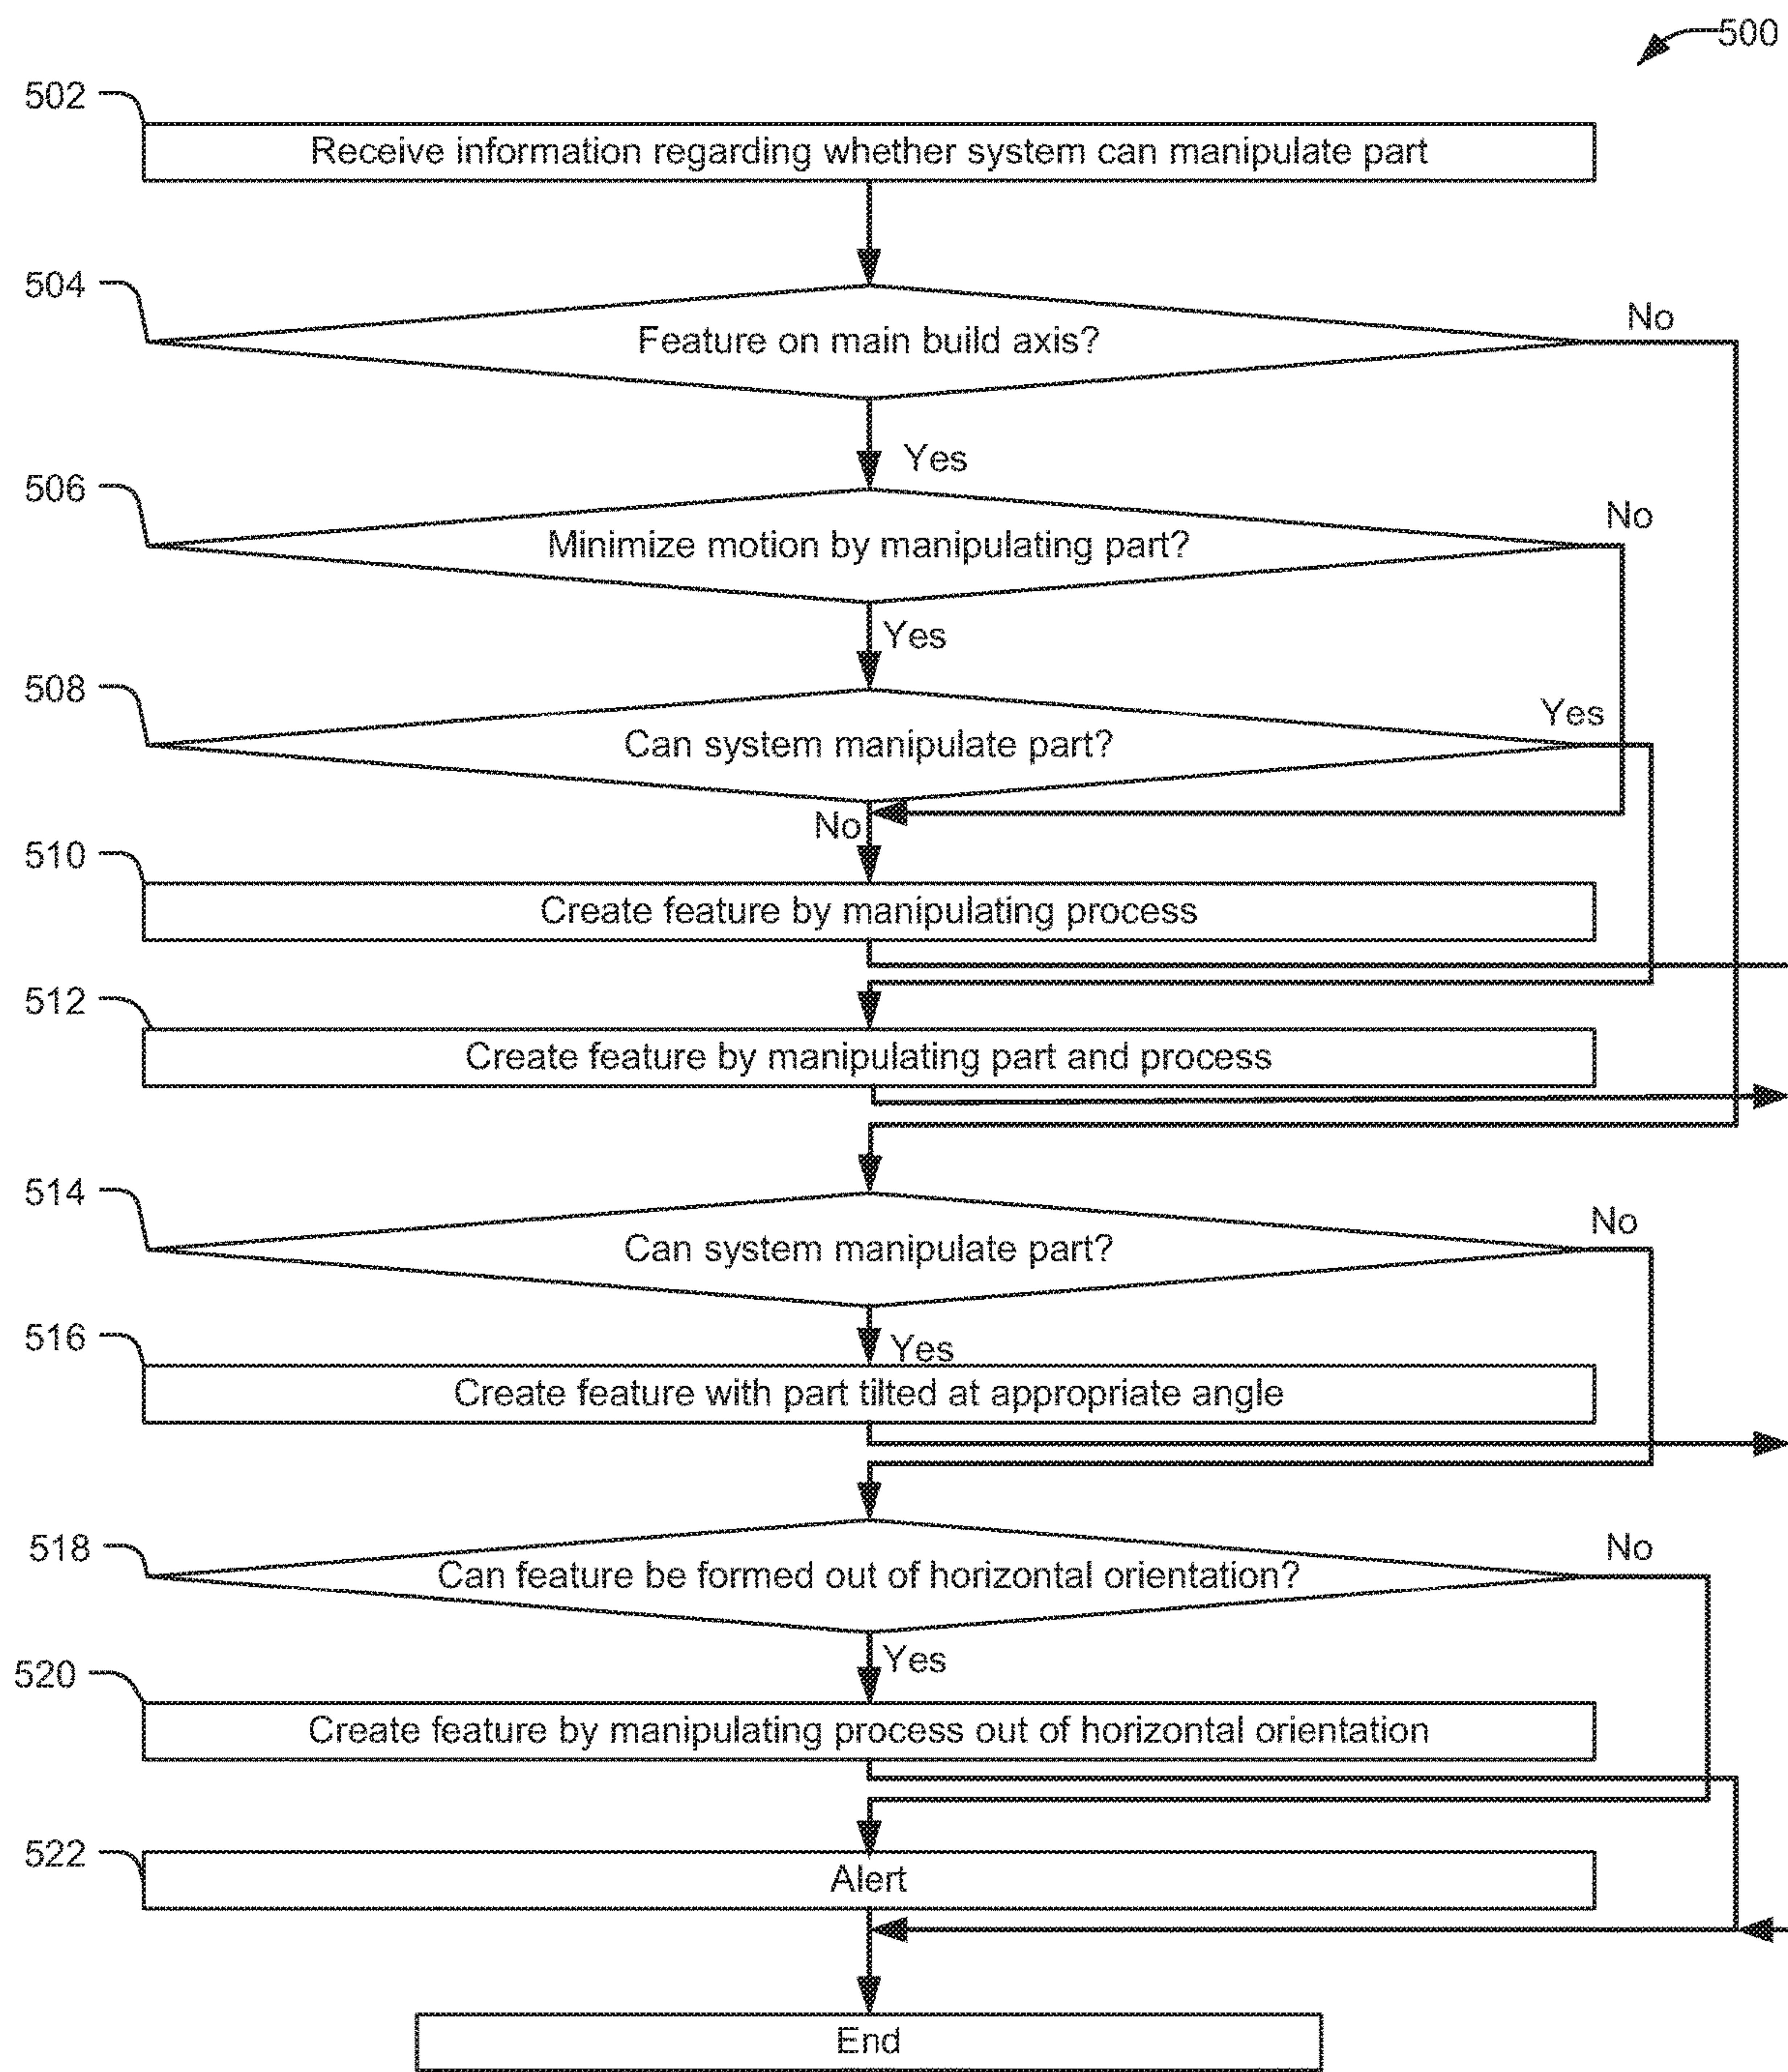 500
502
Receive information regarding whether system can manipulate part
504
Feature on main build axis?
No
Yes
506
Minimize motion by manipulating part?
No
Yes
508
Can system manipulate part?
Yes
No
510
Create feature by manipulating process
512
Create feature by manipulating part and process
514
Can system manipulate part?
No
516
Yes
Create feature with part tilted at appropriate angle
518
Can feature be formed out of horizontal orientation?
No
Yes
520
Create feature by manipulating process out of horizontal orientation
522
Alert
End